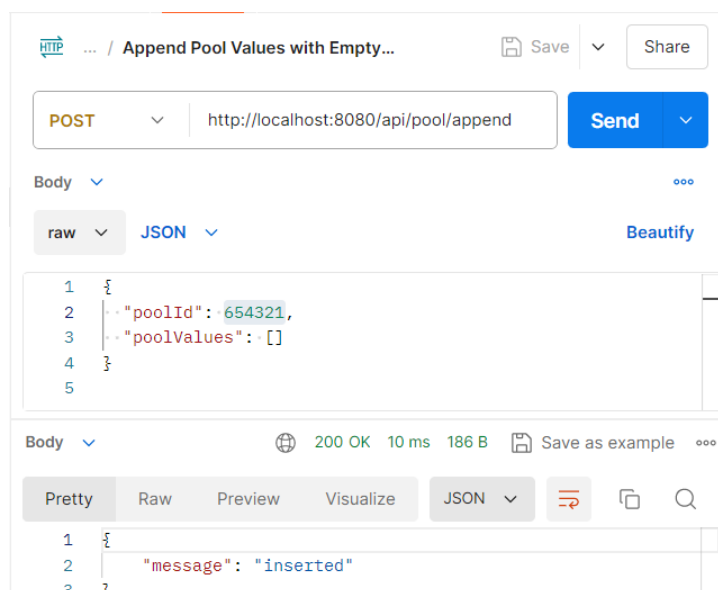 HTTP ... / Append Pool Values with Empty... Save Share
POST http://localhost:8080/api/pool/append Send
Body
raw JSON Beautify
1 {
2 "poolId": 654321,
3 "poolValues": []
4 }
5
Body 200 OK 10 ms 186 B Save as example
Pretty Raw Preview Visualize JSON
1 {
2 "message": "inserted"
3 }